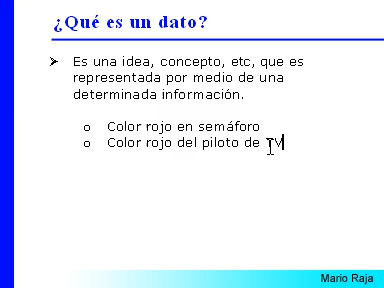 ¿Qué es un dato?
➢ Es una idea, concepto, etc, que es
representada por medio de una
determinada información.
o Color rojo en semáforo
o Color rojo del piloto de TV
Mario Raja